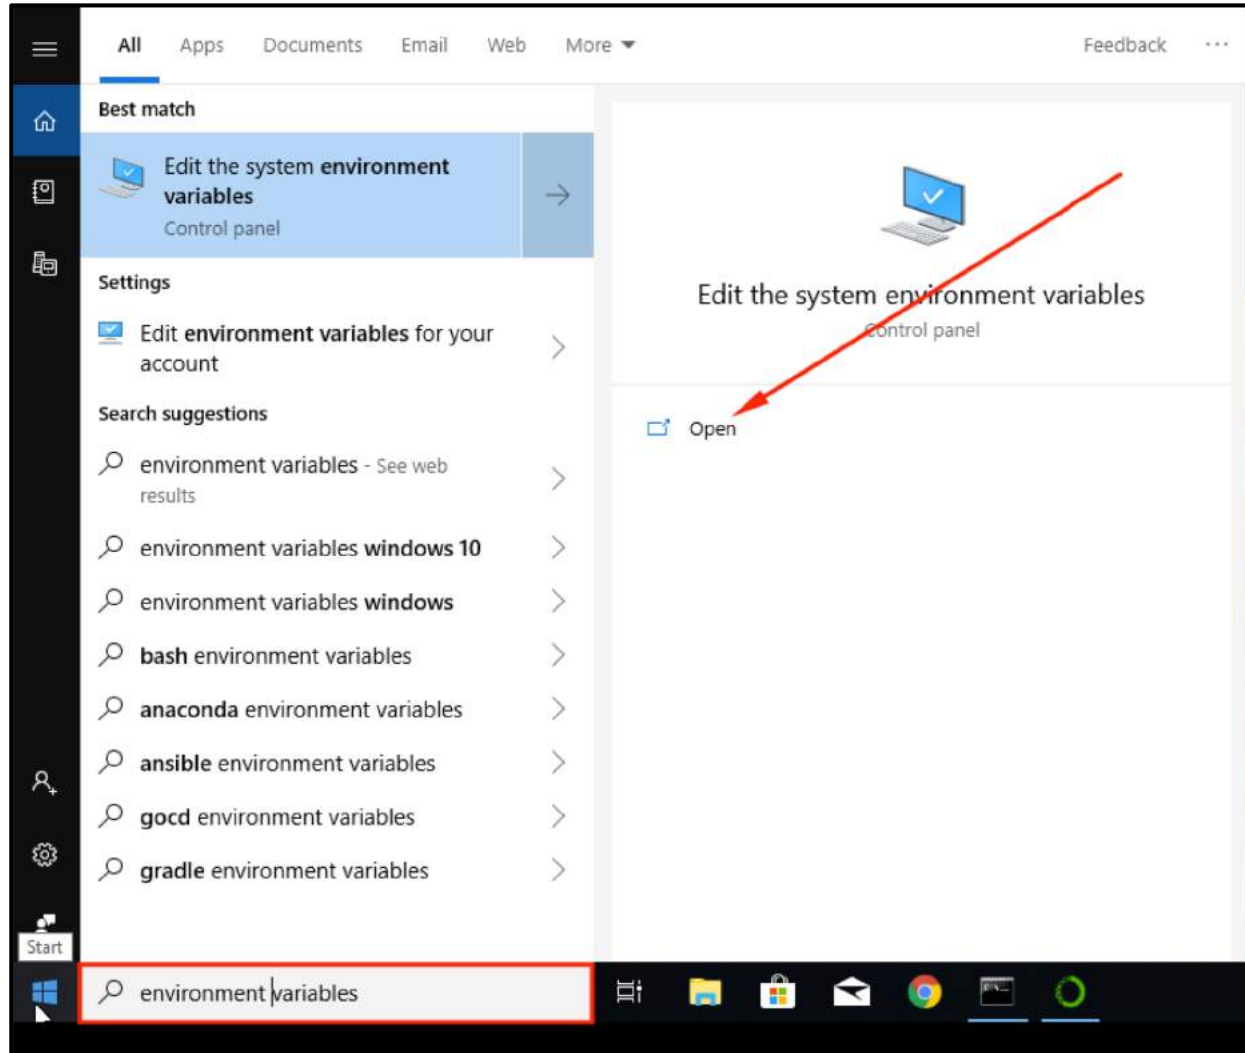 All Apps Documents Email Web More Feedback ...
Best match
Edit the system environment
variables
Control panel
Settings
Edit environment variables for your
account
Search suggestions
environment variables - See web
results
environment variables windows 10
environment variables windows
bash environment variables
anaconda environment variables
ansible environment variables
gocd environment variables
gradle environment variables
Edit the system environment variables
Control panel
Open
Start
environment variables